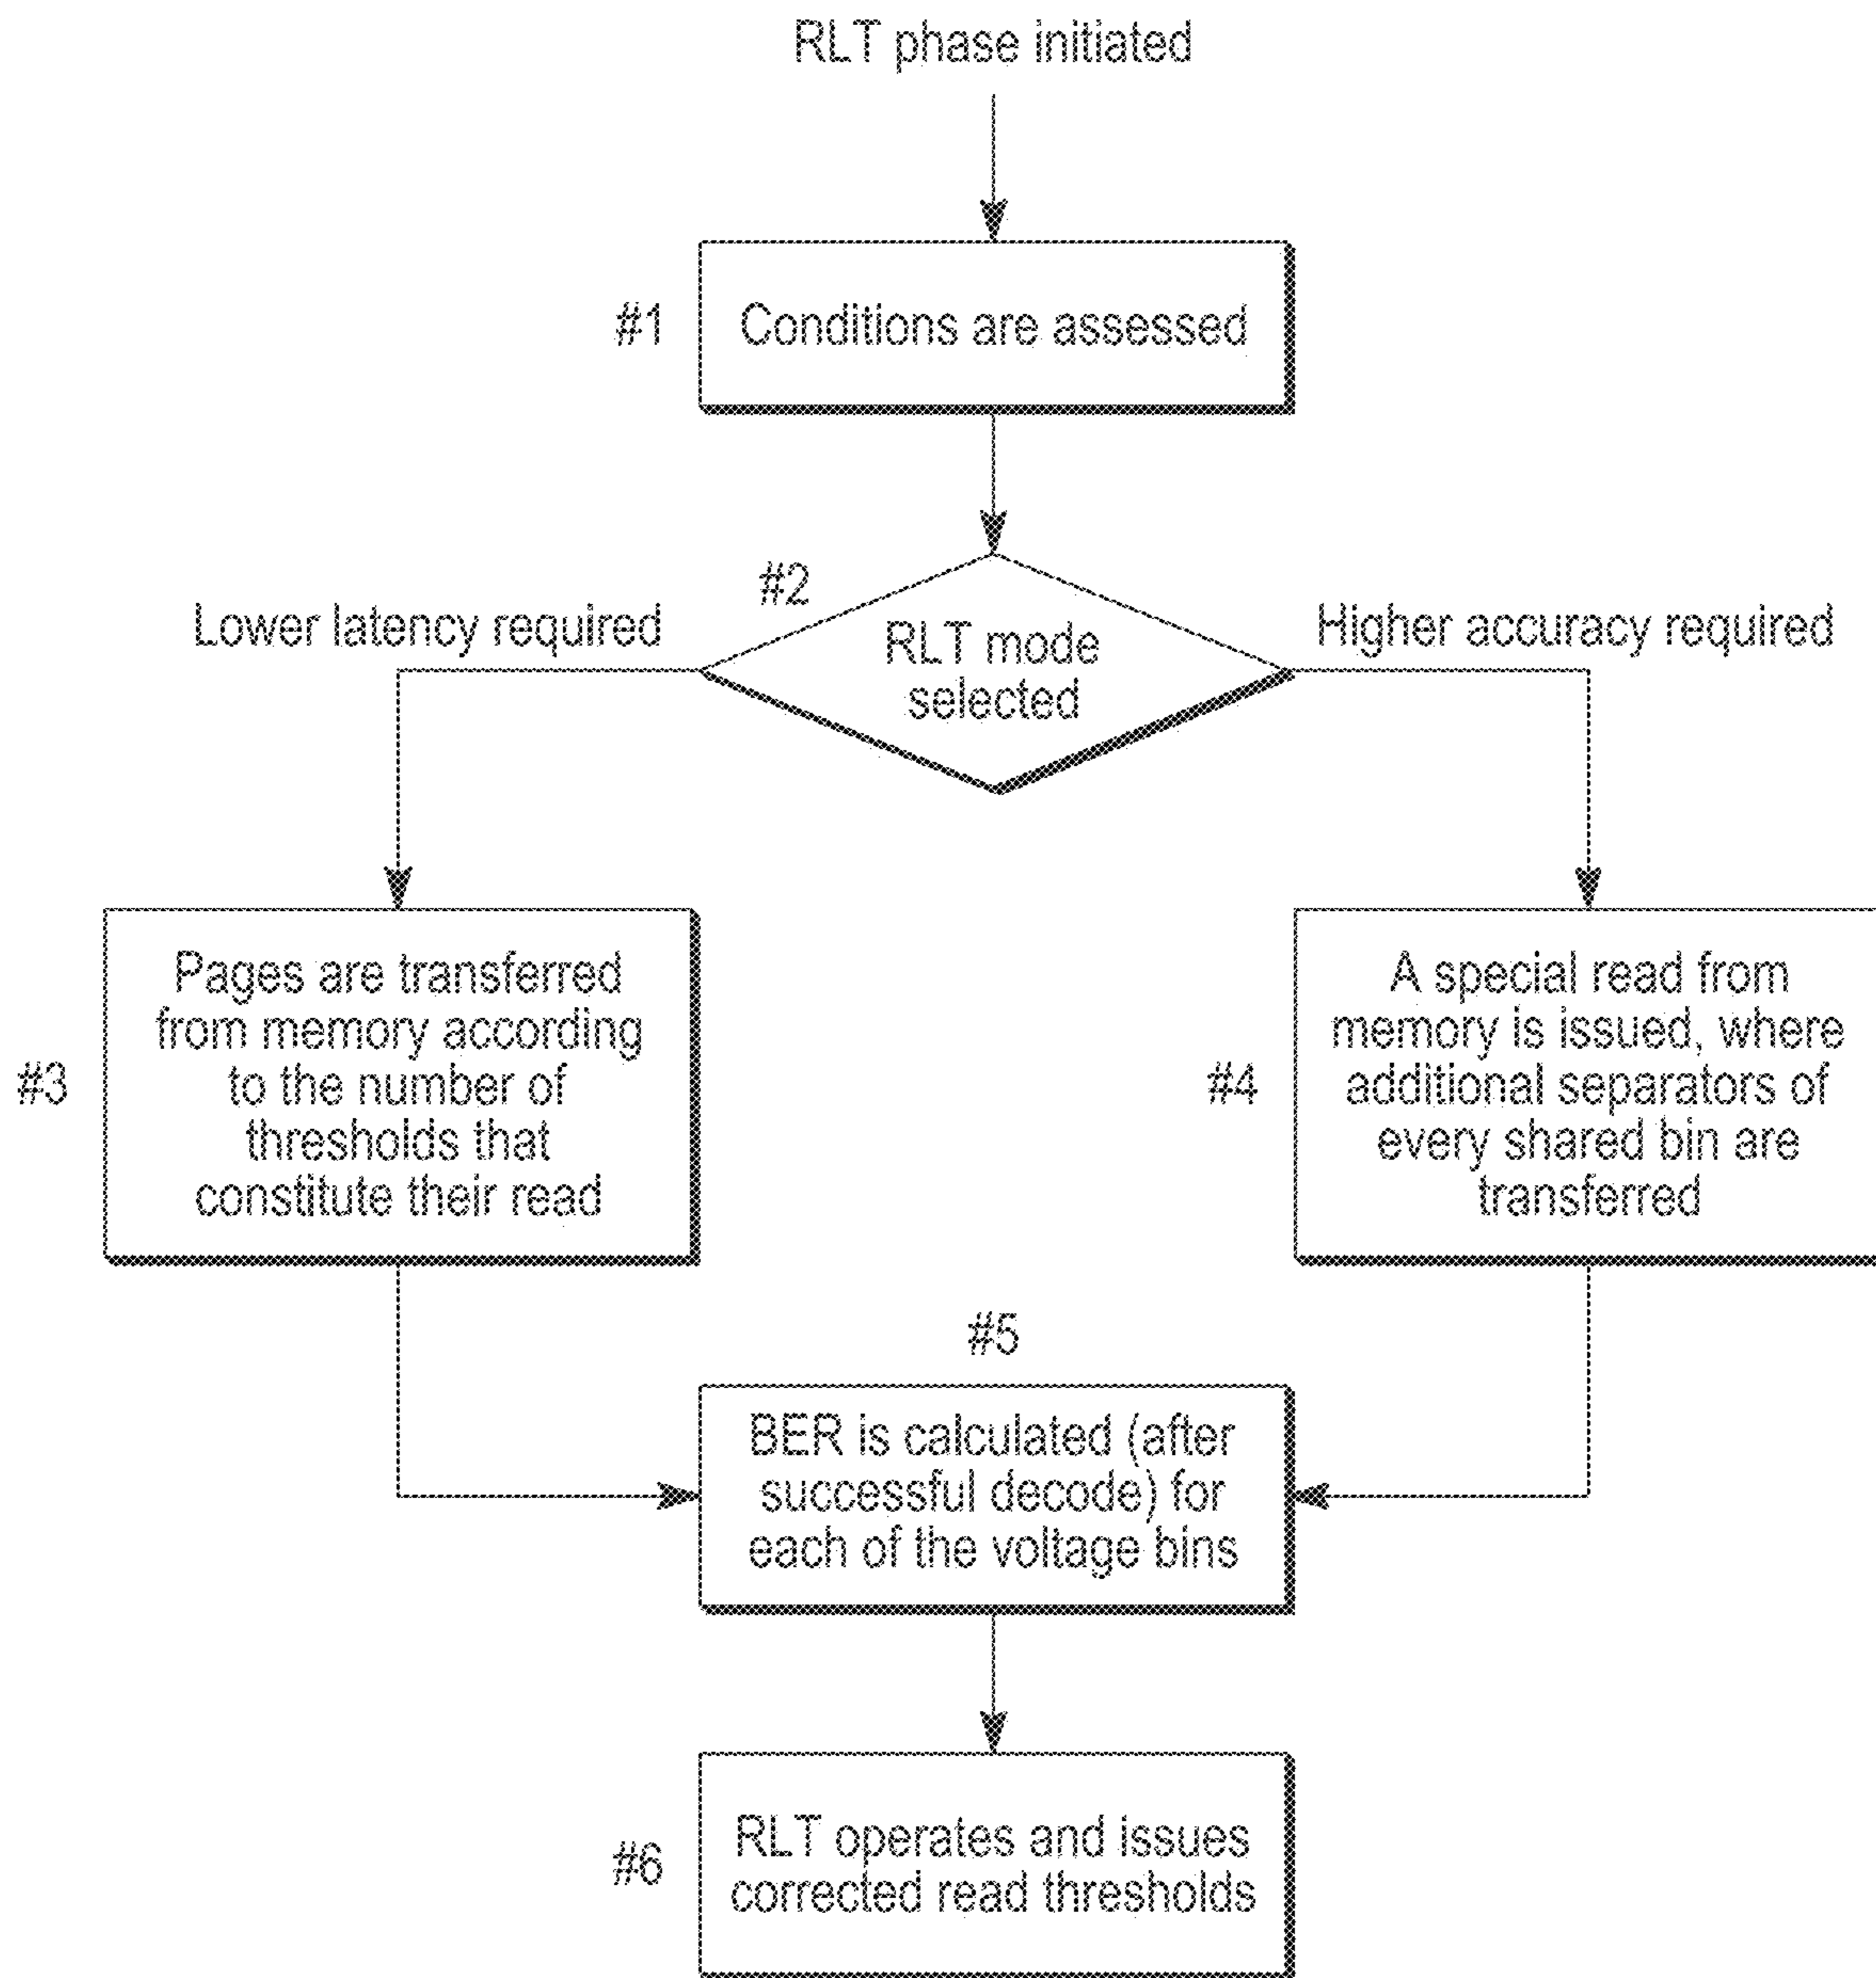 RLT phase initiated
#1
Conditions are assessed
#2
Lower latency required
RLT mode
selected
Higher accuracy required
#3
Pages are transferred
from memory according
to the number of
thresholds that
constitute their read
#4
A special read from
memory is issued, where
additional separators of
every shared bin are
transferred
#5
BER is calculated (after
successful decode) for
each of the voltage bins
#6
RLT operates and issues
corrected read thresholds